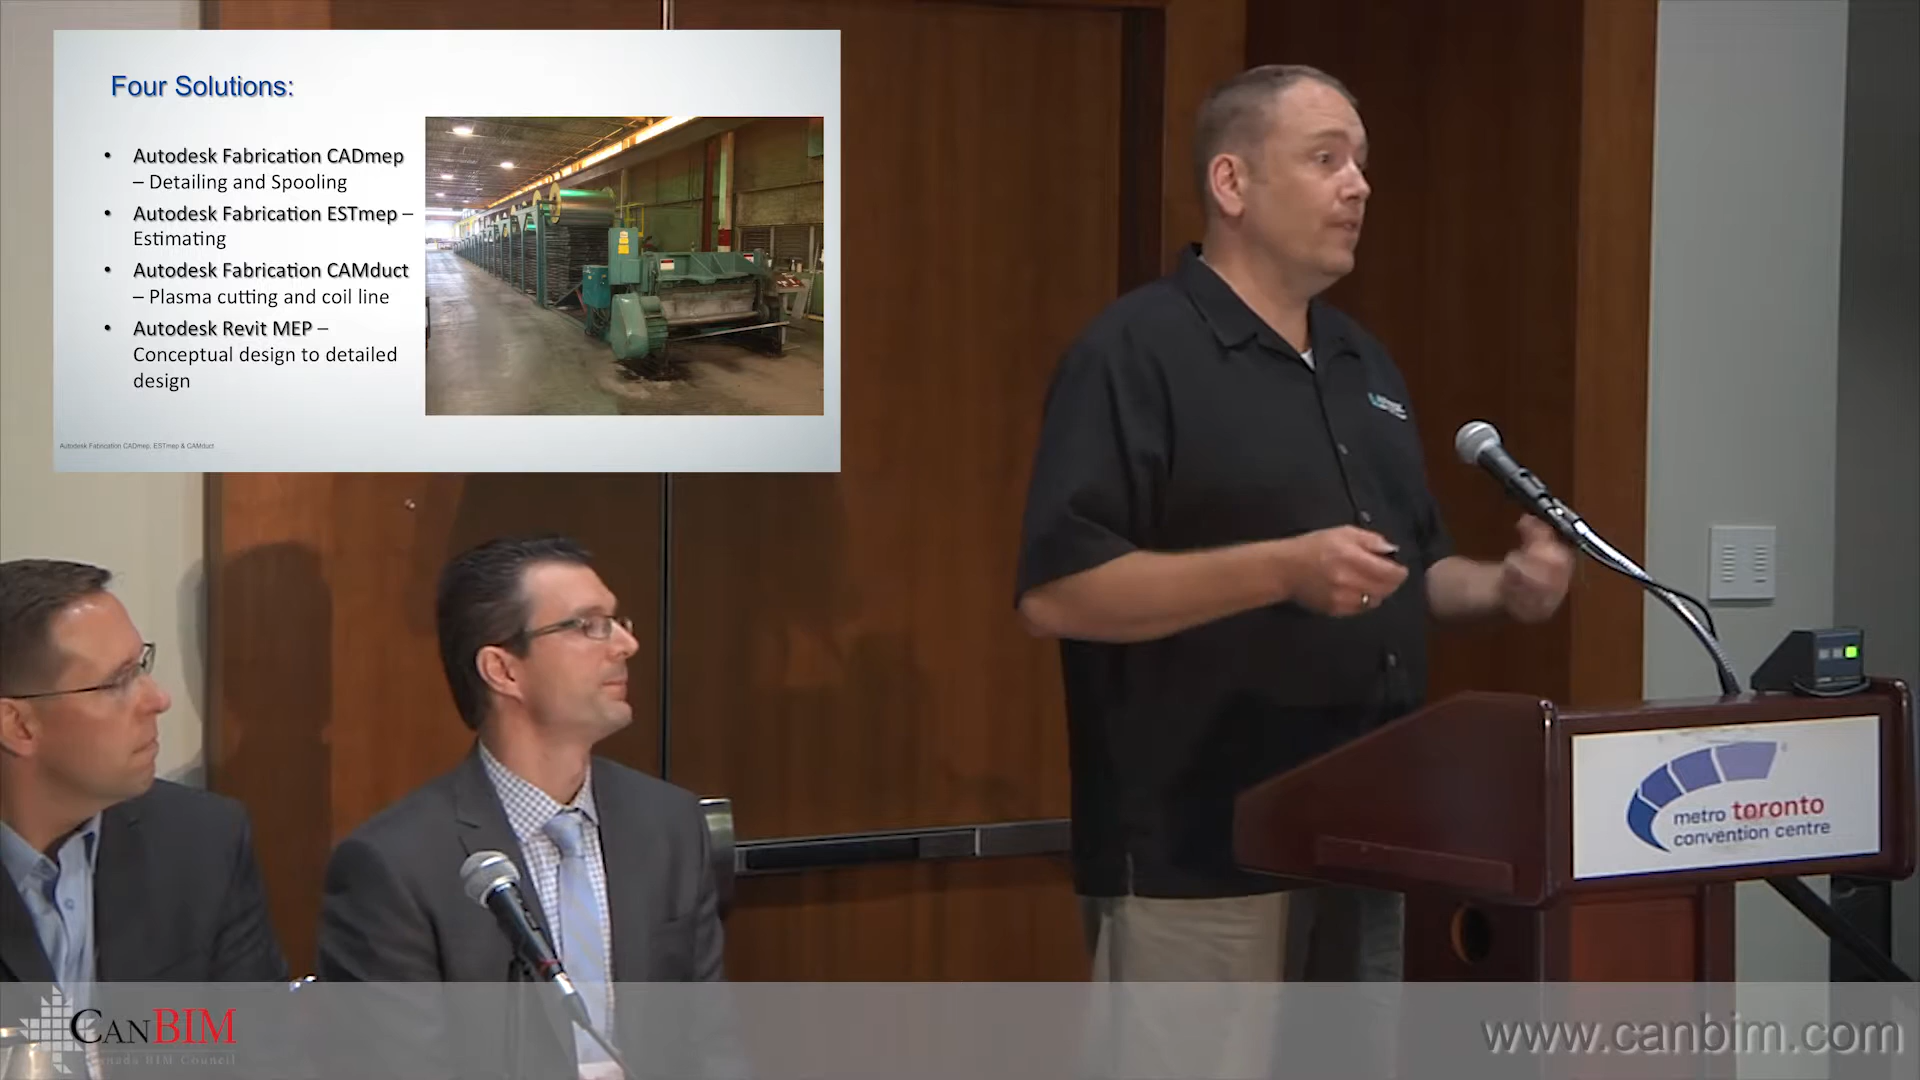 Four Solutions:
• Autodesk Fabrication CADmep
– Detailing and Spooling
• Autodesk Fabrication ESTmep –
Estimating
• Autodesk Fabrication CAMduct
– Plasma cutting and coil line
• Autodesk Revit MEP –
Conceptual design to detailed
design
Autodesk Fabrication CADmep, ESTmep & CAMduct
metro toronto
convention centre
CANBIM
Canada BIM Council
www.canbim.com